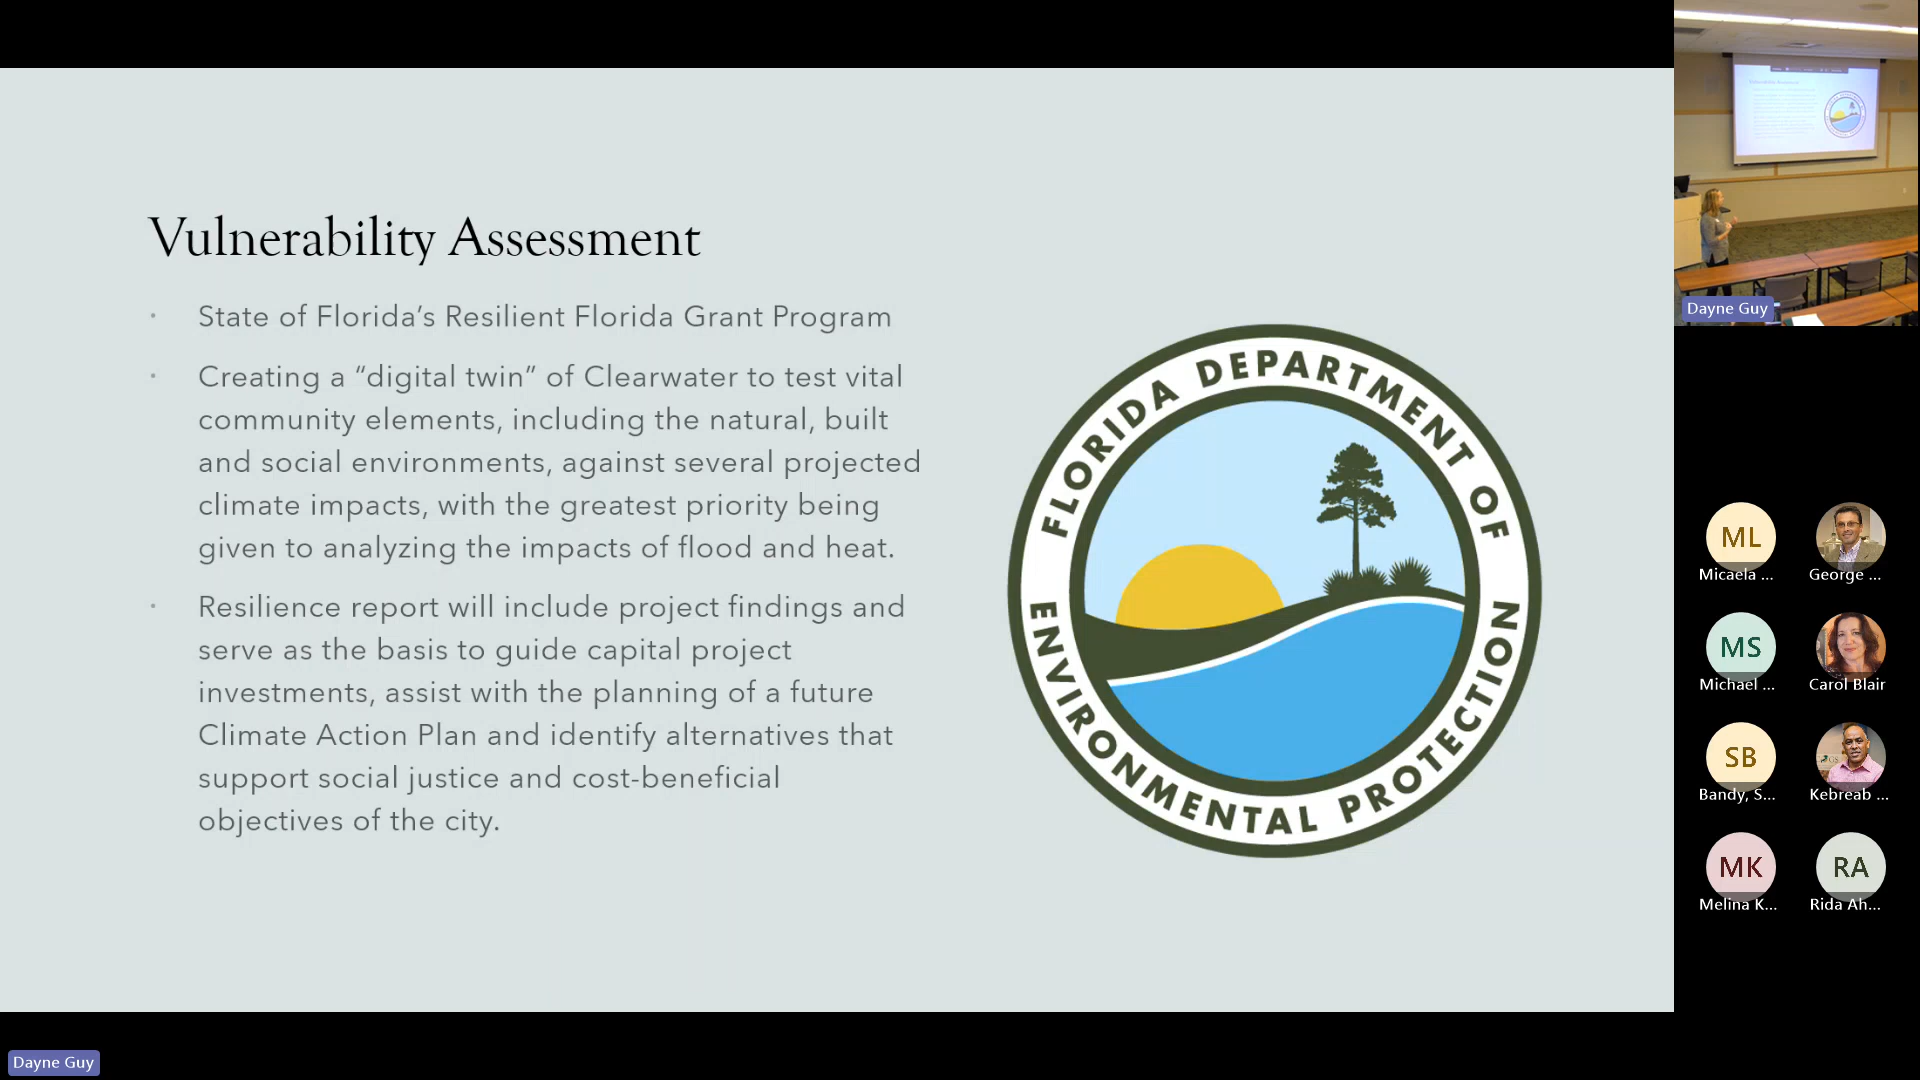 Vulnerability Assessment
· State of Florida’s Resilient Florida Grant Program
· Creating a “digital twin” of Clearwater to test vital
community elements, including the natural, built
and social environments, against several projected
climate impacts, with the greatest priority being
given to analyzing the impacts of flood and heat.
· Resilience report will include project findings and
serve as the basis to guide capital project
investments, assist with the planning of a future
Climate Action Plan and identify alternatives that
support social justice and cost-beneficial
objectives of the city.
FLORIDA DEPARTMENT OF
ENVIRONMENTAL PROTECTION
Dayne Guy
ML
Micaela ...
George ...
MS
Michael ...
Carol Blair
SB
Bandy, S...
Kebreab ...
MK
Melina K...
RA
Rida Ah...
Dayne Guy